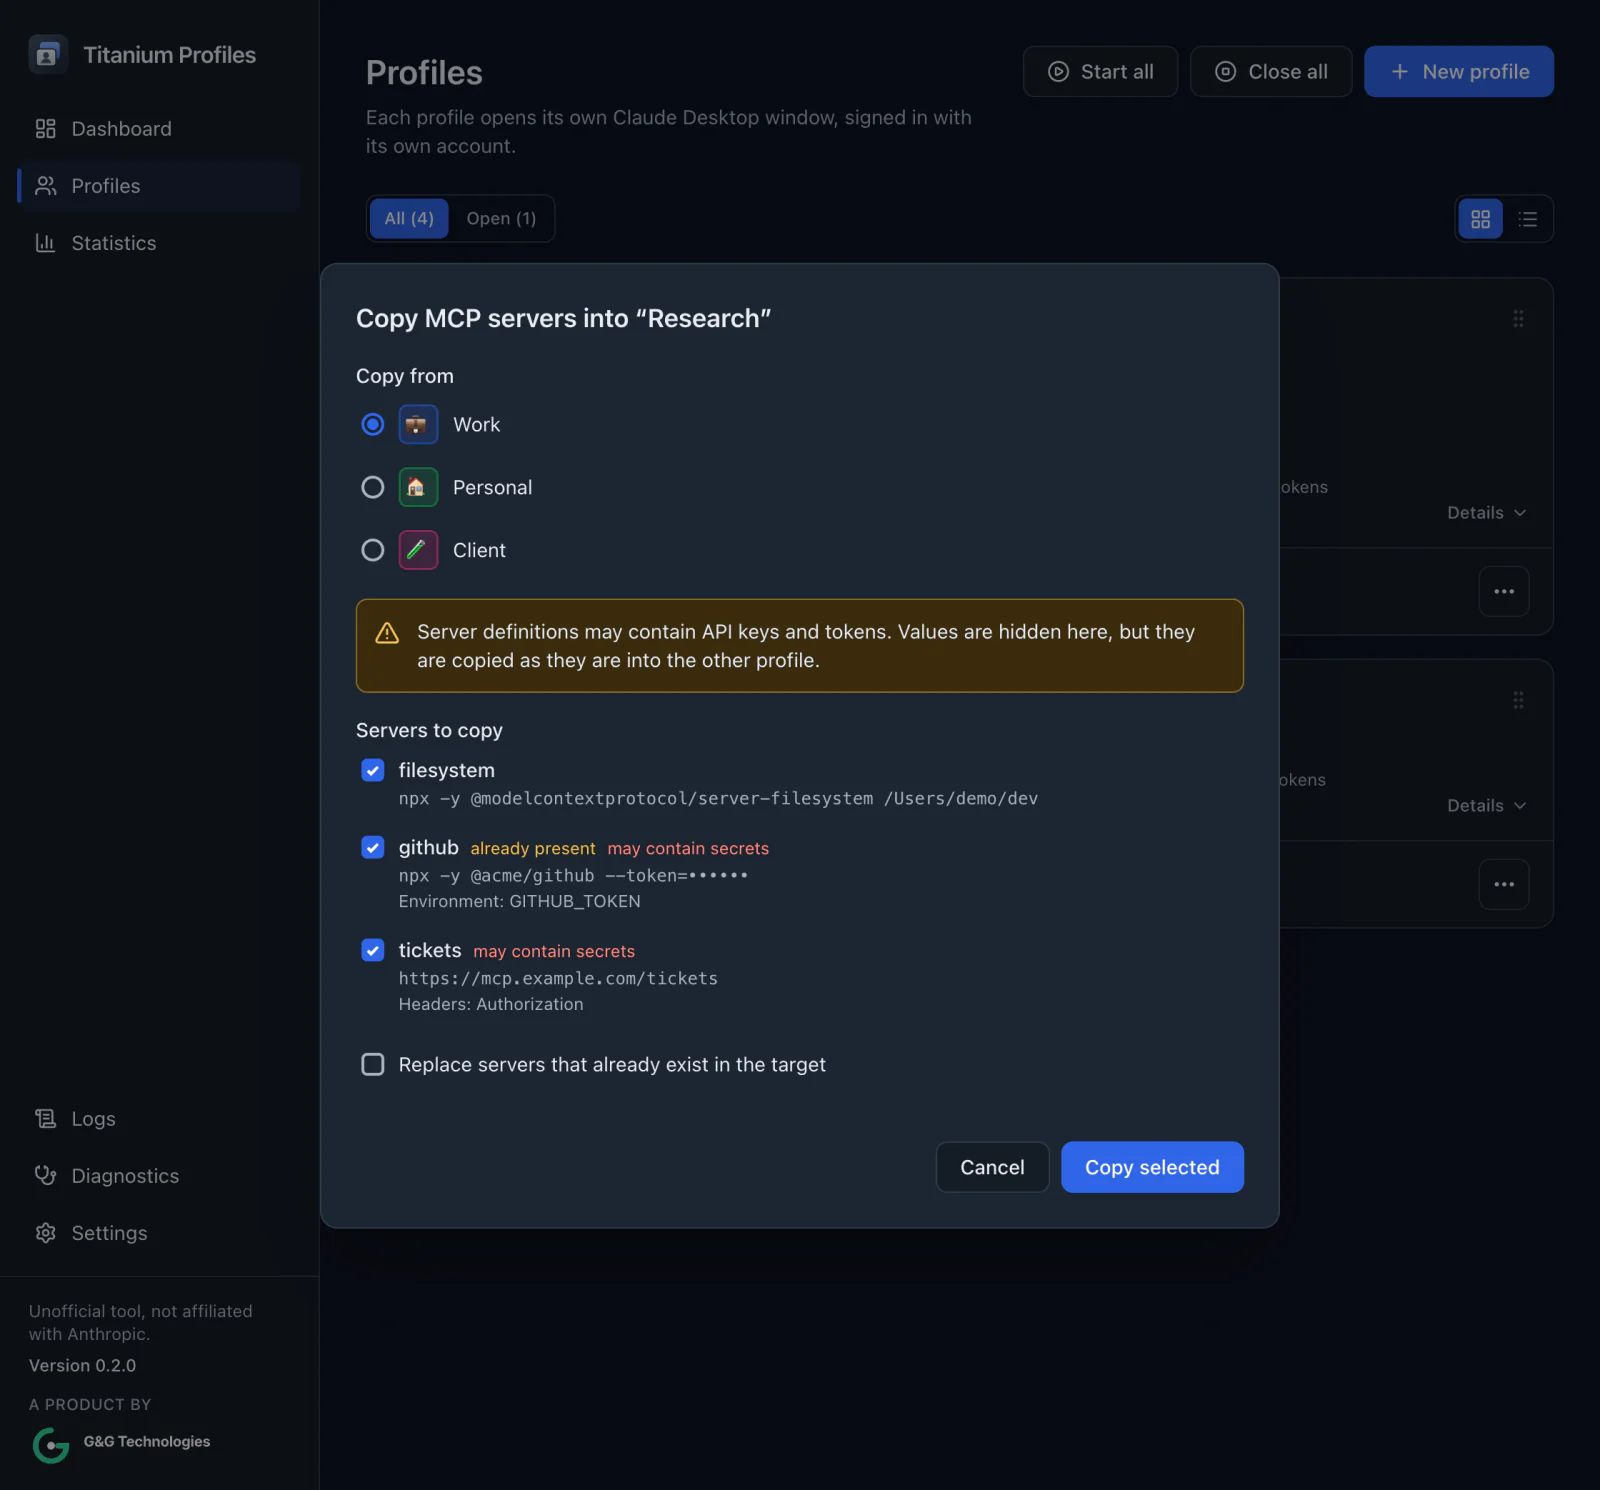 Titanium Profiles
Dashboard
Profiles
Statistics
Logs
Diagnostics
Settings
Unofficial tool, not affiliated
with Anthropic.
Version 0.2.0
A PRODUCT BY
G&G Technologies
Profiles
Each profile opens its own Claude Desktop window, signed in with
its own account.
Start all
Close all
+ New profile
All (4)
Open (1)
okens
Details
okens
Details
Copy MCP servers into “Research”
Copy from
Work
Personal
Client
Server definitions may contain API keys and tokens. Values are hidden here, but they
are copied as they are into the other profile.
Servers to copy
filesystem
npx -y @modelcontextprotocol/server-filesystem /Users/demo/dev
github already present may contain secrets
npx -y @acme/github --token=••••••
Environment: GITHUB_TOKEN
tickets may contain secrets
https://mcp.example.com/tickets
Headers: Authorization
Replace servers that already exist in the target
Cancel
Copy selected